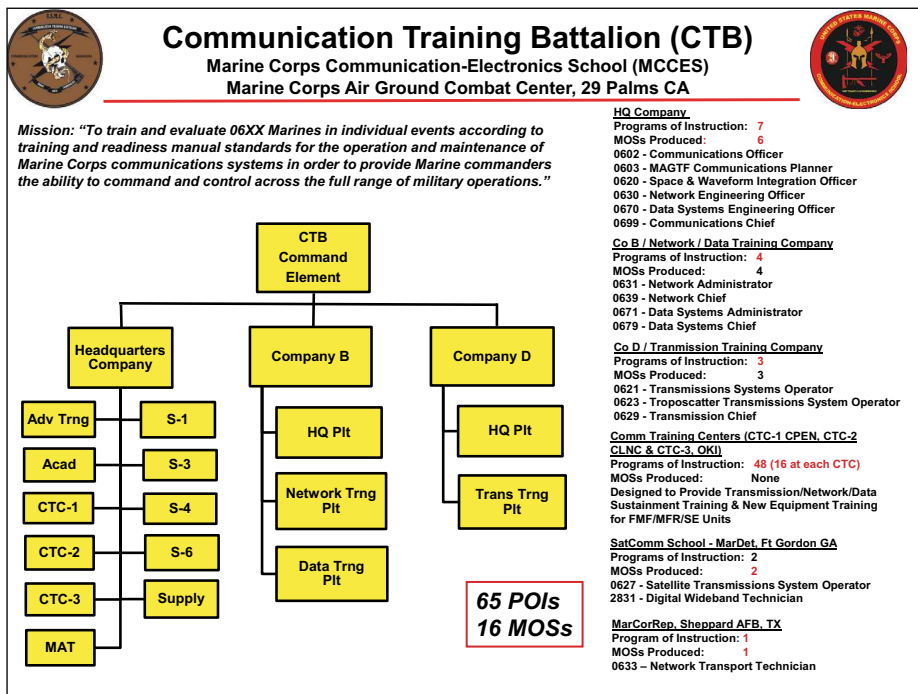 Communication Training Battalion (CTB)
Marine Corps Communication-Electronics School (MCCES)
Marine Corps Air Ground Combat Center, 29 Palms CA
UNITED STATES MARINE CORPS
COMMUNICATION-ELECTRONICS SCHOOL
Mission: “To train and evaluate 06XX Marines in individual events according to
training and readiness manual standards for the operation and maintenance of
Marine Corps communications systems in order to provide Marine commanders
the ability to command and control across the full range of military operations.”
CTB
Command
Element
Headquarters
Company
Company B
Company D
Adv Trng
S-1
Acad
S-3
CTC-1
S-4
CTC-2
S-6
CTC-3
Supply
MAT
HQ Plt
Network Trng
Plt
Data Trng
Plt
HQ Plt
Trans Trng
Plt
65 POIs
16 MOSs
HQ Company
Programs of Instruction: 7
MOSs Produced: 6
0602 - Communications Officer
0603 - MAGTF Communications Planner
0620 - Space & Waveform Integration Officer
0630 - Network Engineering Officer
0670 - Data Systems Engineering Officer
0699 - Communications Chief
Co B / Network / Data Training Company
Programs of Instruction: 4
MOSs Produced: 4
0631 - Network Administrator
0639 - Network Chief
0671 - Data Systems Administrator
0679 - Data Systems Chief
Co D / Tranmission Training Company
Programs of Instruction: 3
MOSs Produced: 3
0621 - Transmissions Systems Operator
0623 - Troposcatter Transmissions System Operator
0629 - Transmission Chief
Comm Training Centers (CTC-1 CPEN, CTC-2
CLNC & CTC-3, OKI)
Programs of Instruction: 48 (16 at each CTC)
MOSs Produced: None
Designed to Provide Transmission/Network/Data
Sustainment Training & New Equipment Training
for FMF/MFR/SE Units
SatComm School - MarDet, Ft Gordon GA
Programs of Instruction: 2
MOSs Produced: 2
0627 - Satellite Transmissions System Operator
2831 - Digital Wideband Technician
MarCorRep, Sheppard AFB, TX
Program of Instruction: 1
MOSs Produced: 1
0633 – Network Transport Technician